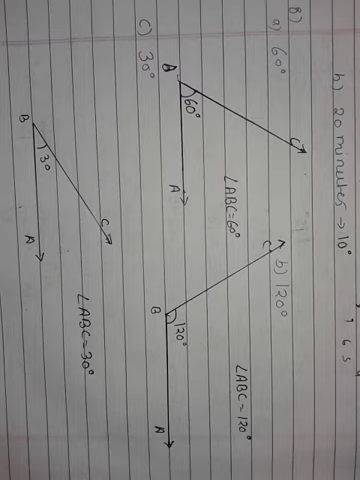 h) 20 minutes → 10°
8)
a) 60°
b) 120°
C
60°
B
A
∠ABC=60°
C
120°
B
A
∠ABC=120°
c) 30°
C
30
B
A
∠ABC=30°